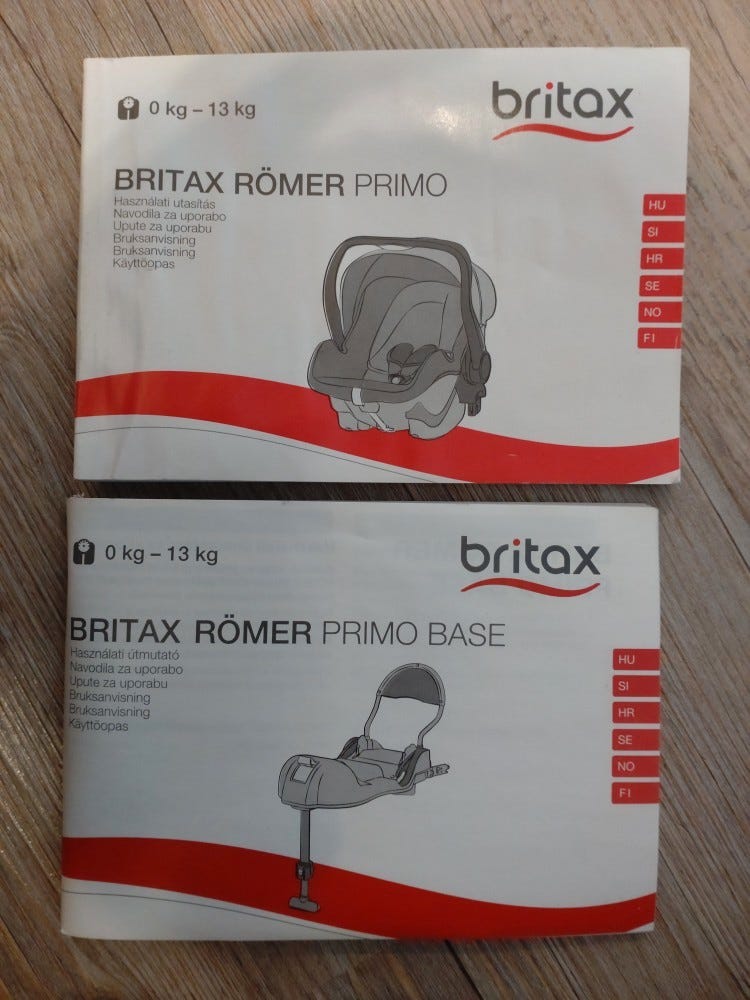 0 kg – 13 kg
britax
BRITAX RÖMER PRIMO
Használati utasítás
Navodila za uporabo
Upute za uporabu
Bruksanvisning
Bruksanvisning
Käyttöopas
HU
SI
HR
SE
NO
FI
0 kg – 13 kg
britax
BRITAX RÖMER PRIMO BASE
Használati útmutató
Navodila za uporabo
Upute za uporabu
Bruksanvisning
Bruksanvisning
Käyttöopas
HU
SI
HR
SE
NO
FI